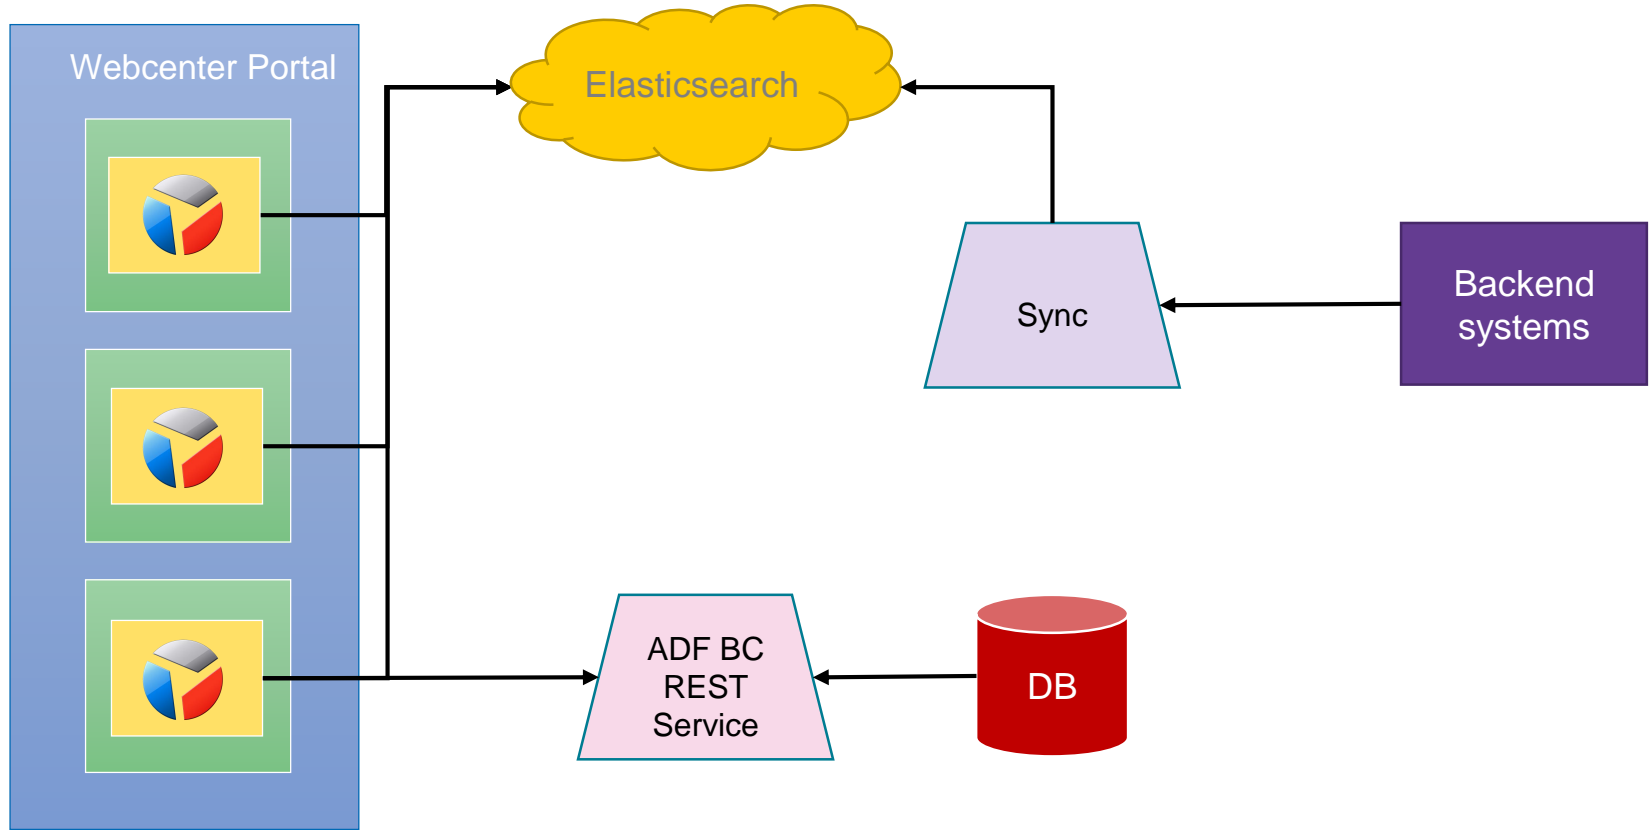 Webcenter Portal
Elasticsearch
Sync
Backend
systems
ADF BC
REST
Service
DB